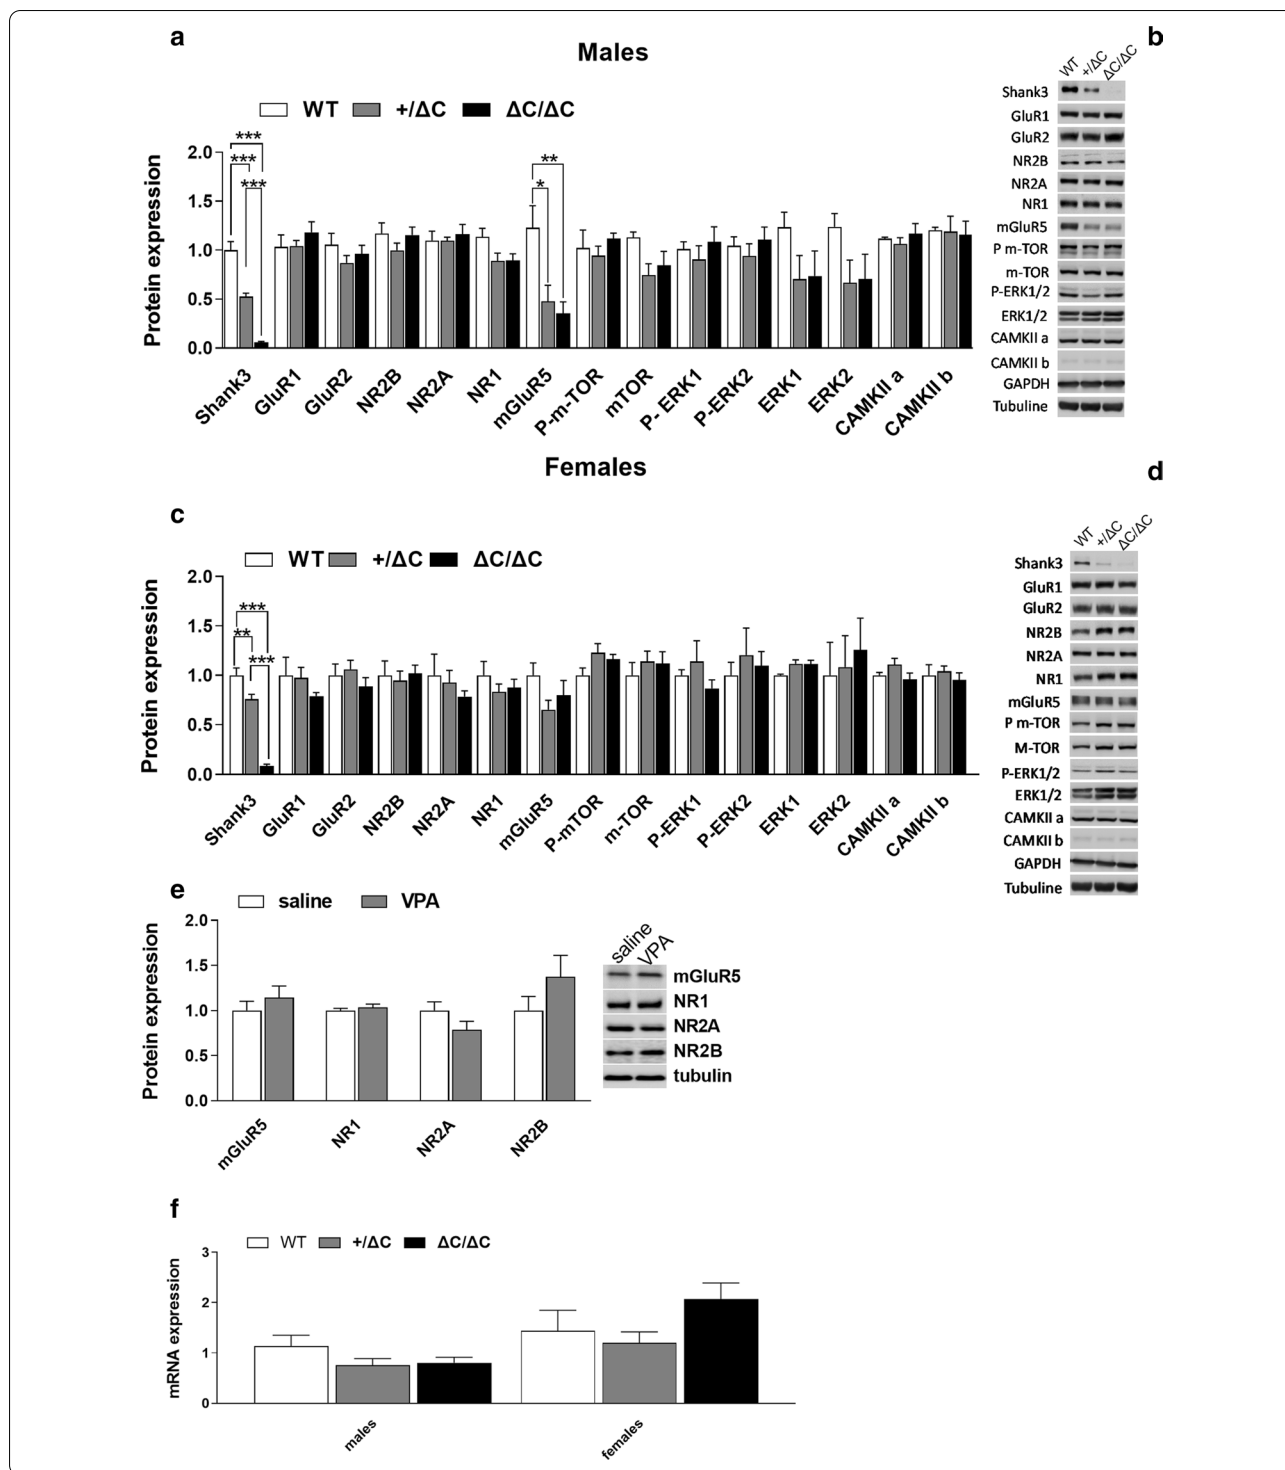 a
Males
WT +/ΔC ΔC/ΔC
*** *** *** ** *
Protein expression
2.0
1.5
1.0
0.5
0.0
Shank3 GluR1 GluR2 NR2B NR2A NR1 mGluR5 P-m-TOR mTOR P- ERK1 P-ERK2 ERK1 ERK2 CAMKII a CAMKII b
b
WT +/ΔC ΔC/ΔC
Shank3
GluR1
GluR2
NR2B
NR2A
NR1
mGluR5
P m-TOR
m-TOR
P-ERK1/2
ERK1/2
CAMKII a
CAMKII b
GAPDH
Tubuline
Females
c
WT +/ΔC ΔC/ΔC
*** ** ***
Protein expression
2.0
1.5
1.0
0.5
0.0
Shank3 GluR1 GluR2 NR2B NR2A NR1 mGluR5 P-mTOR m-TOR P-ERK1 P-ERK2 ERK1 ERK2 CAMKII a CAMKII b
d
WT +/ΔC ΔC/ΔC
Shank3
GluR1
GluR2
NR2B
NR2A
NR1
mGluR5
P m-TOR
M-TOR
P-ERK1/2
ERK1/2
CAMKII a
CAMKII b
GAPDH
Tubuline
e
saline VPA
Protein expression
2.0
1.5
1.0
0.5
0.0
mGluR5 NR1 NR2A NR2B
saline VPA
mGluR5
NR1
NR2A
NR2B
tubulin
f
WT +/ΔC ΔC/ΔC
mRNA expression
3
2
1
0
males females